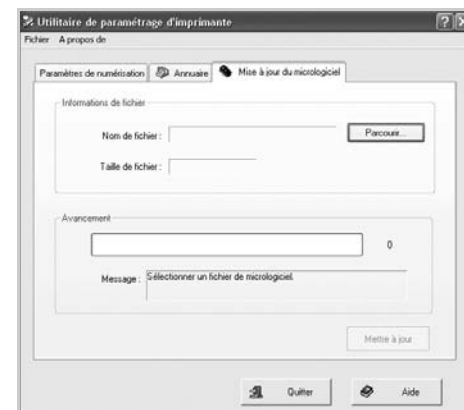 Utilitaire de paramétrage d'imprimante
Fichier A propos de
Paramètres de numérisation Annuaire Mise à jour du micrologiciel
Informations de fichier
Nom de fichier : Parcourir...
Taille de fichier :
Avancement
0
Message : Sélectionner un fichier de micrologiciel.
Mettre à jour
Quitter Aide